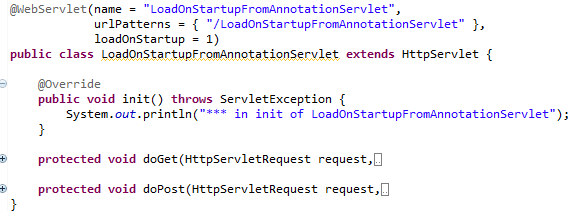 @WebServlet(name = "LoadOnStartupFromAnnotationServlet",
urlPatterns = { "/LoadOnStartupFromAnnotationServlet" },
loadOnStartup = 1)
public class LoadOnStartupFromAnnotationServlet extends HttpServlet {
@Override
public void init() throws ServletException {
System.out.println("*** in init of LoadOnStartupFromAnnotationServlet");
}
protected void doGet(HttpServletRequest request,
protected void doPost(HttpServletRequest request,
}